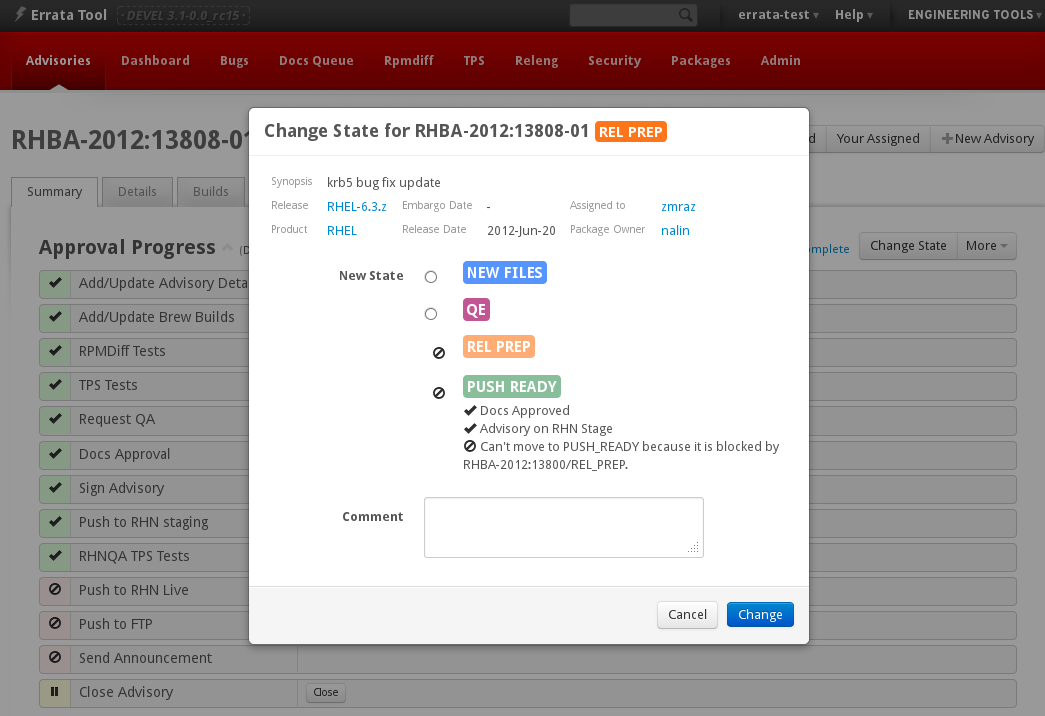 Errata Tool · DEVEL 3.1-0.0_rc15 · errata-test ▾ Help ▾ ENGINEERING TOOLS ▾
Advisories Dashboard Bugs Docs Queue Rpmdiff TPS Releng Security Packages Admin
RHBA-2012:13808-01
d Your Assigned +New Advisory
Summary Details Builds
Approval Progress
omplete Change State More
Add/Update Advisory Deta
Add/Update Brew Builds
RPMDiff Tests
TPS Tests
Request QA
Docs Approval
Sign Advisory
Push to RHN staging
RHNQA TPS Tests
Push to RHN Live
Push to FTP
Send Announcement
Close Advisory Close
Change State for RHBA-2012:13808-01 REL PREP
Synopsis krb5 bug fix update
Release RHEL-6.3.z Embargo Date - Assigned to zmraz
Product RHEL Release Date 2012-Jun-20 Package Owner nalin
New State NEW FILES
QE
REL PREP
PUSH READY
Docs Approved
Advisory on RHN Stage
Can't move to PUSH_READY because it is blocked by
RHBA-2012:13800/REL_PREP.
Comment
Cancel Change